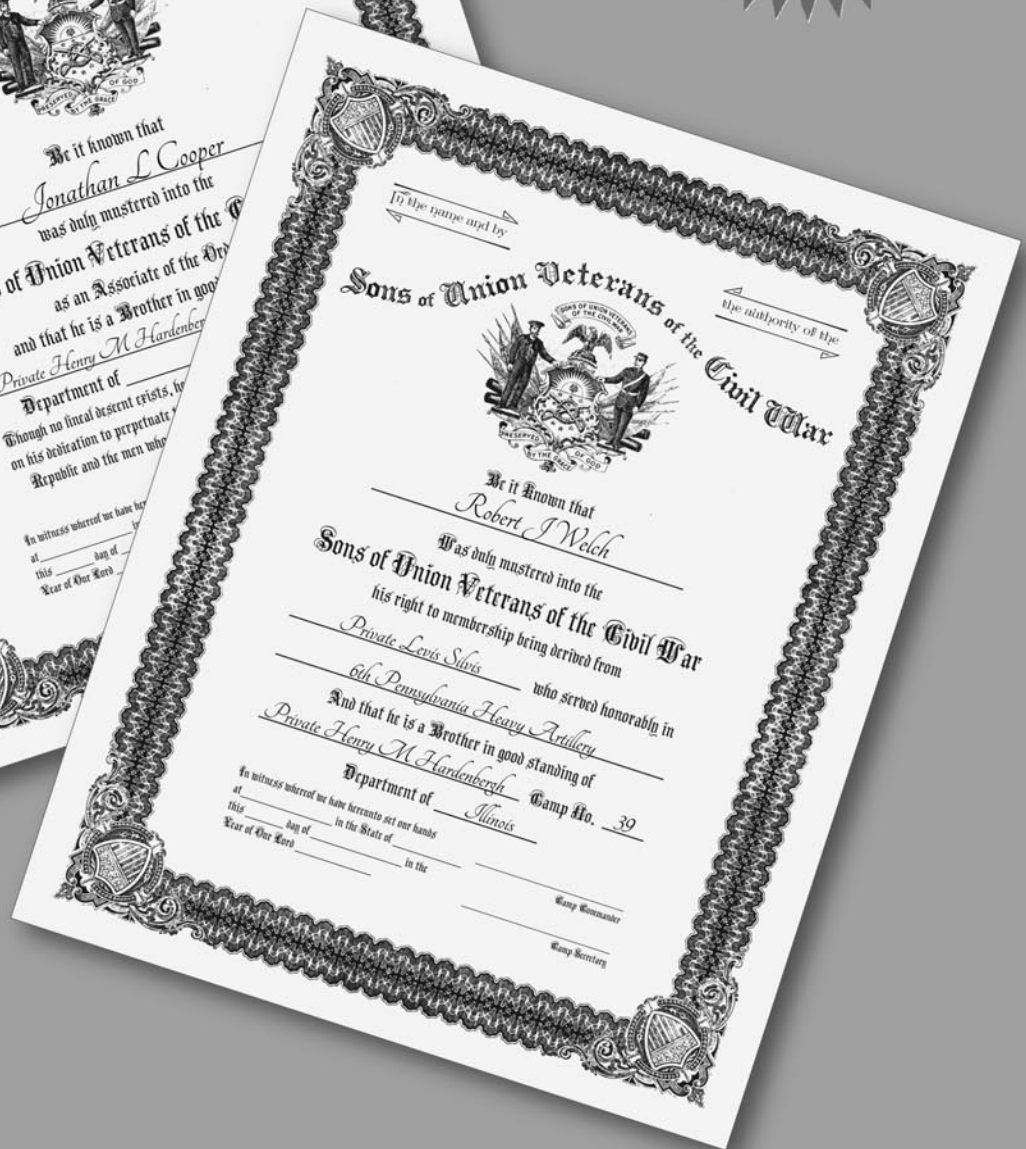 PRESERVED
BY THE GRACE
OF GOD
Be it known that
Jonathan L Cooper
was duly mustered into the
of Union Veterans of the
as an Associate of the
and that he is a Brother in
Private Henry M
Department of
Though no lineal descent exists,
on his dedication to perpetuate
Republic and the men who
In witness whereof we have
at
this day of
Year of Our Lord
In the name and by
the authority of the
Sons of Union Veterans of the Civil War
SONS OF UNION VETERANS
OF THE CIVIL WAR
PRESERVED
BY THE GRACE
OF GOD
Be it Known that
Robert J Welch
Was duly mustered into the
Sons of Union Veterans of the Civil War
his right to membership being derived from
Private Levis Silvis who served honorably in
6th Pennsylvania Heavy Artillery
And that he is a Brother in good standing of
Private Henry M Hardenbergh Camp No. 39
Department of Illinois
In witness whereof we have hereunto set our hands
at in the State of
this day of in the
Year of Our Lord
Camp Commander
Camp Secretary